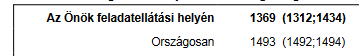 Az Önök feladatellátási helyén 1369 (1312;1434)
Országosan 1493 (1492;1494)